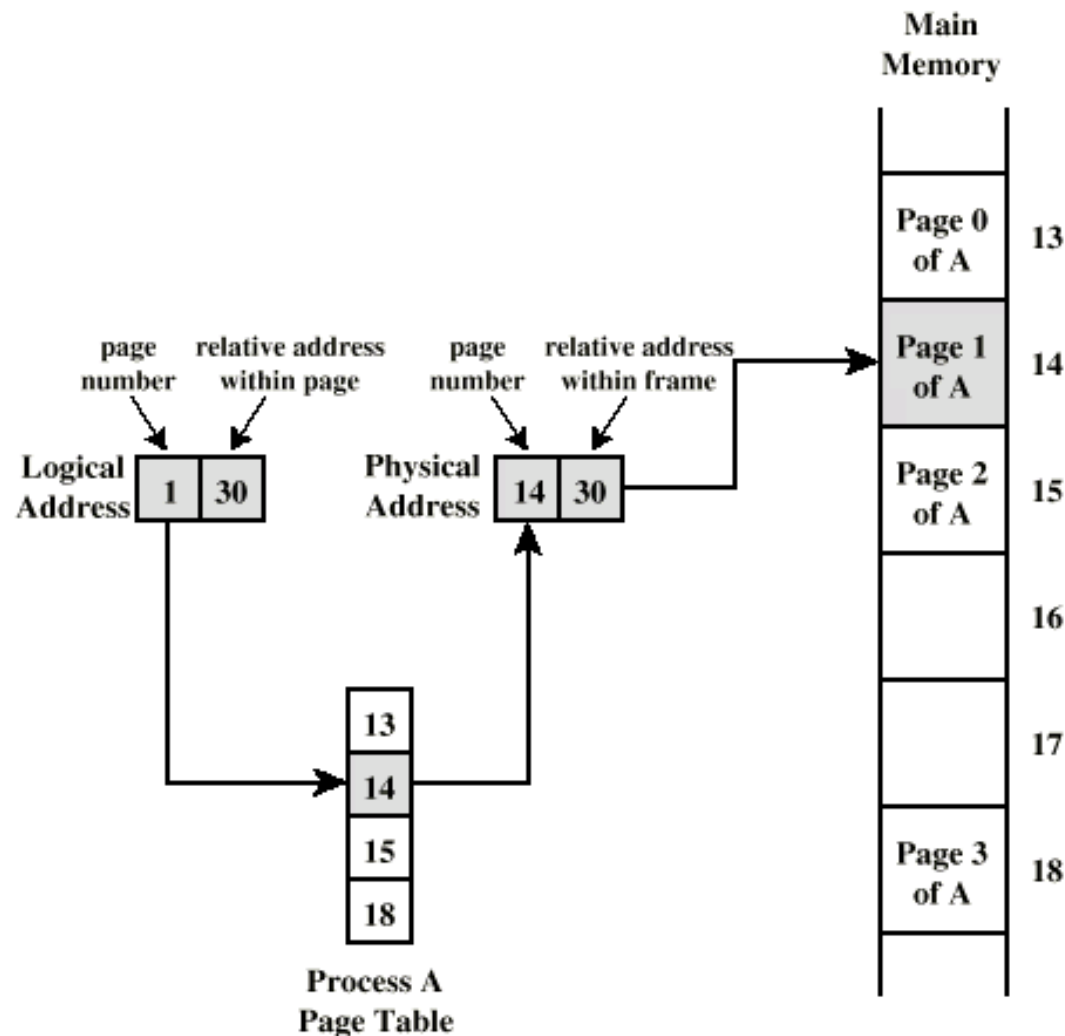 Main
Memory
Page 0
of A
13
page
number
relative address
within page
page
number
relative address
within frame
Page 1
of A
14
Logical
Address
1
30
Physical
Address
14
30
Page 2
of A
15
16
13
14
15
18
17
Page 3
of A
18
Process A
Page Table